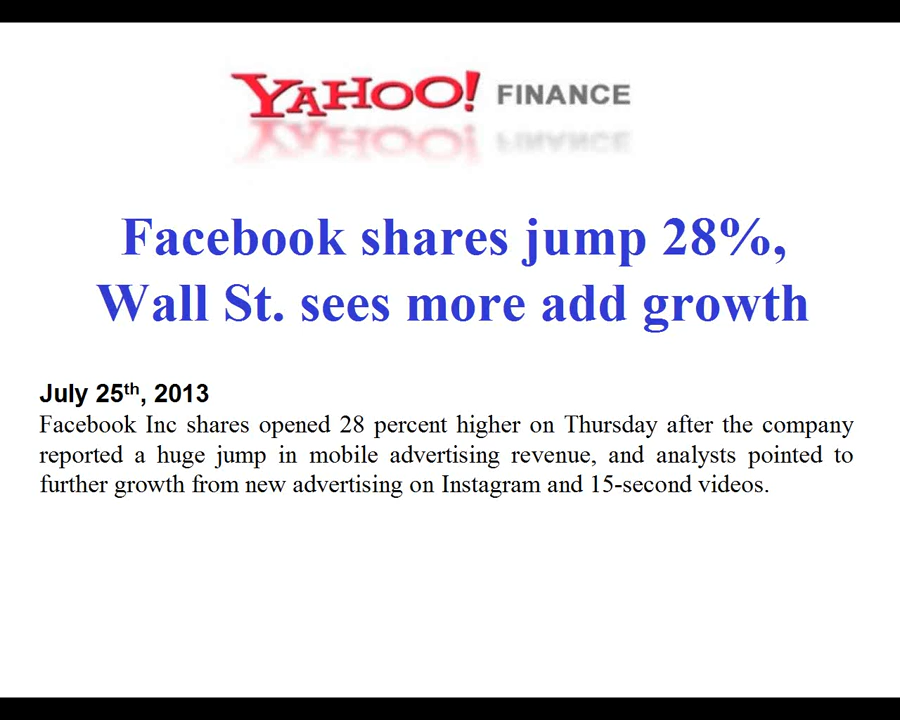 YAHOO! FINANCE
Facebook shares jump 28%,
Wall St. sees more add growth
July 25th, 2013
Facebook Inc shares opened 28 percent higher on Thursday after the company
reported a huge jump in mobile advertising revenue, and analysts pointed to
further growth from new advertising on Instagram and 15-second videos.